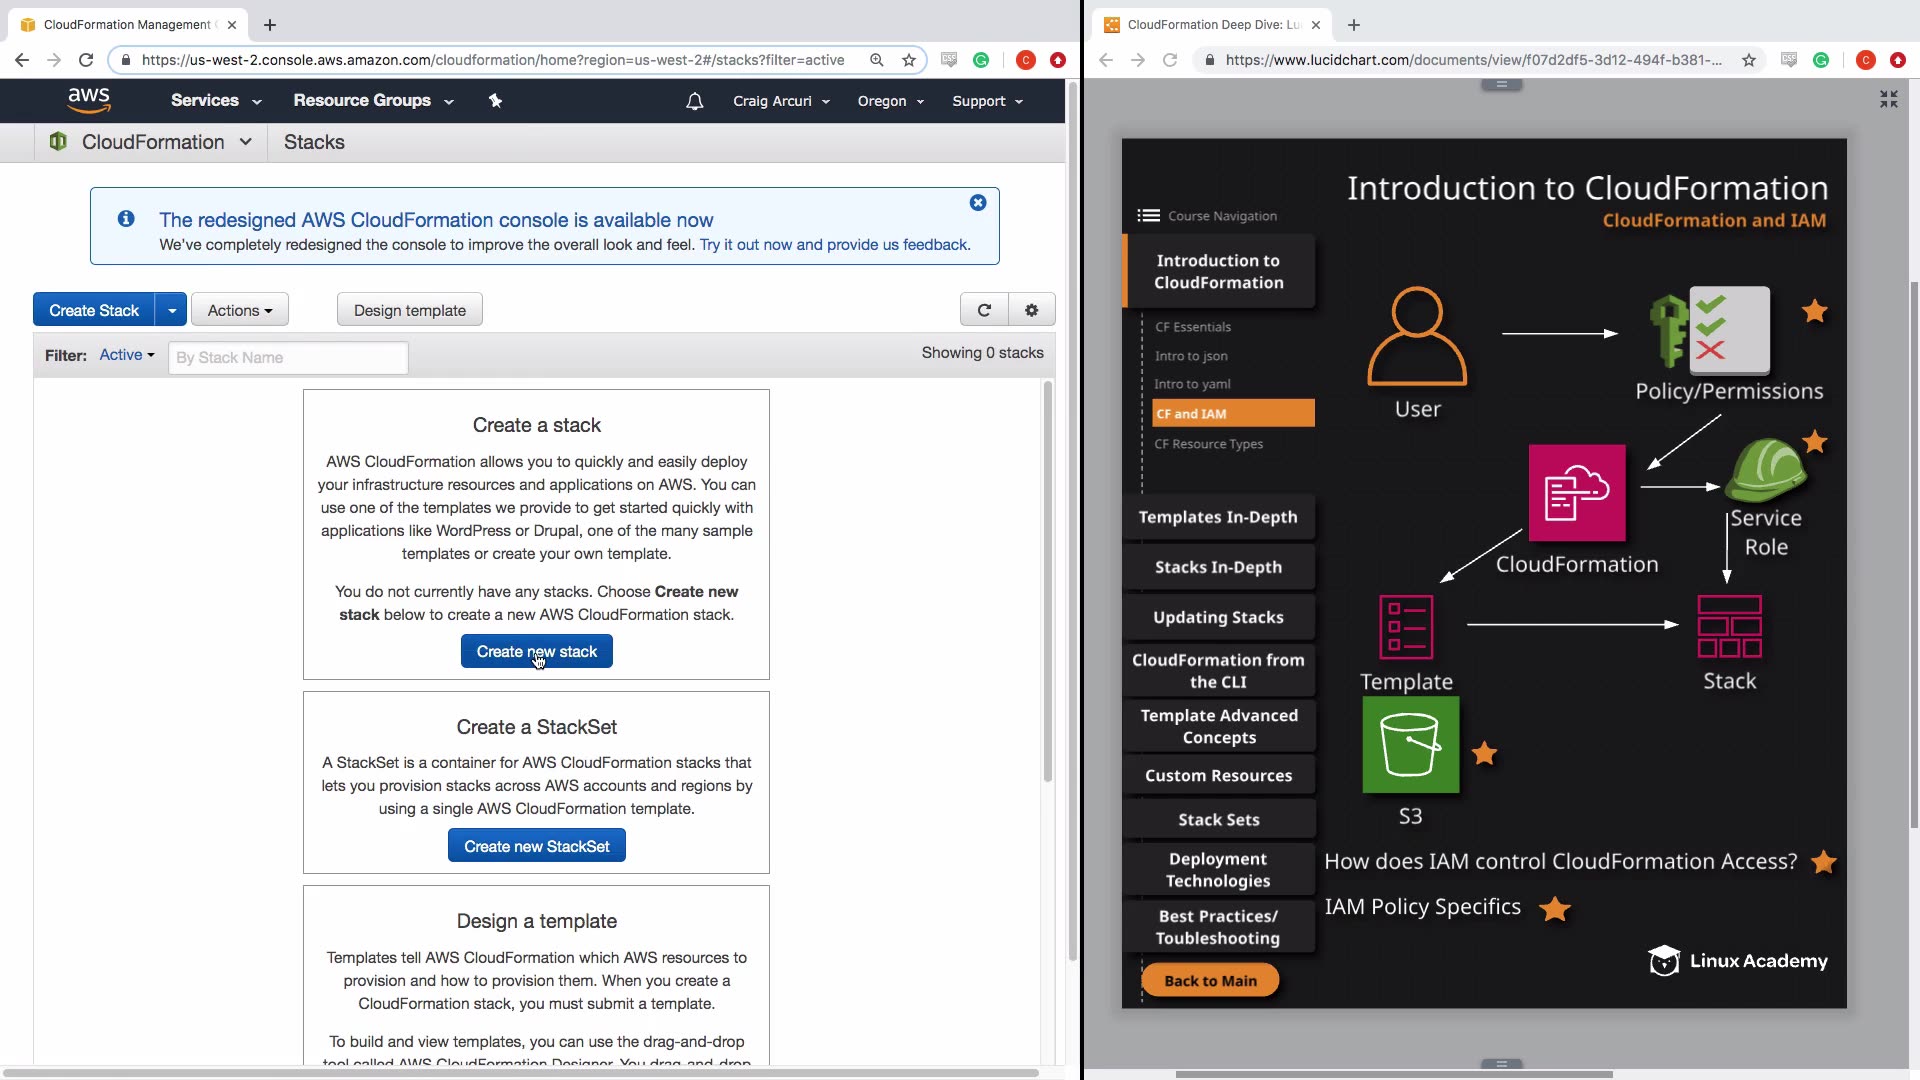 CloudFormation Management
https://us-west-2.console.aws.amazon.com/cloudformation/home?region=us-west-2#/stacks?filter=active
aws
Services
Resource Groups
Craig Arcuri
Oregon
Support
CloudFormation
Stacks
The redesigned AWS CloudFormation console is available now
We've completely redesigned the console to improve the overall look and feel. Try it out now and provide us feedback.
Create Stack
Actions
Design template
Filter: Active
By Stack Name
Showing 0 stacks
Create a stack
AWS CloudFormation allows you to quickly and easily deploy
your infrastructure resources and applications on AWS. You can
use one of the templates we provide to get started quickly with
applications like WordPress or Drupal, one of the many sample
templates or create your own template.
You do not currently have any stacks. Choose Create new
stack below to create a new AWS CloudFormation stack.
Create new stack
Create a StackSet
A StackSet is a container for AWS CloudFormation stacks that
lets you provision stacks across AWS accounts and regions by
using a single AWS CloudFormation template.
Create new StackSet
Design a template
Templates tell AWS CloudFormation which AWS resources to
provision and how to provision them. When you create a
CloudFormation stack, you must submit a template.
To build and view templates, you can use the drag-and-drop
tool called AWS CloudFormation Designer. You drag-and-drop
CloudFormation Deep Dive: Lu
https://www.lucidchart.com/documents/view/f07d2df5-3d12-494f-b381-...
C
C
Introduction to CloudFormation
CloudFormation and IAM
Course Navigation
Introduction to
CloudFormation
CF Essentials
Intro to json
Intro to yaml
CF and IAM
CF Resource Types
Templates In-Depth
Stacks In-Depth
Updating Stacks
CloudFormation from
the CLI
Template Advanced
Concepts
Custom Resources
Stack Sets
Deployment
Technologies
Best Practices/
Toubleshooting
Back to Main
User
Policy/Permissions
CloudFormation
Service
Role
Template
Stack
S3
How does IAM control CloudFormation Access?
IAM Policy Specifics
Linux Academy